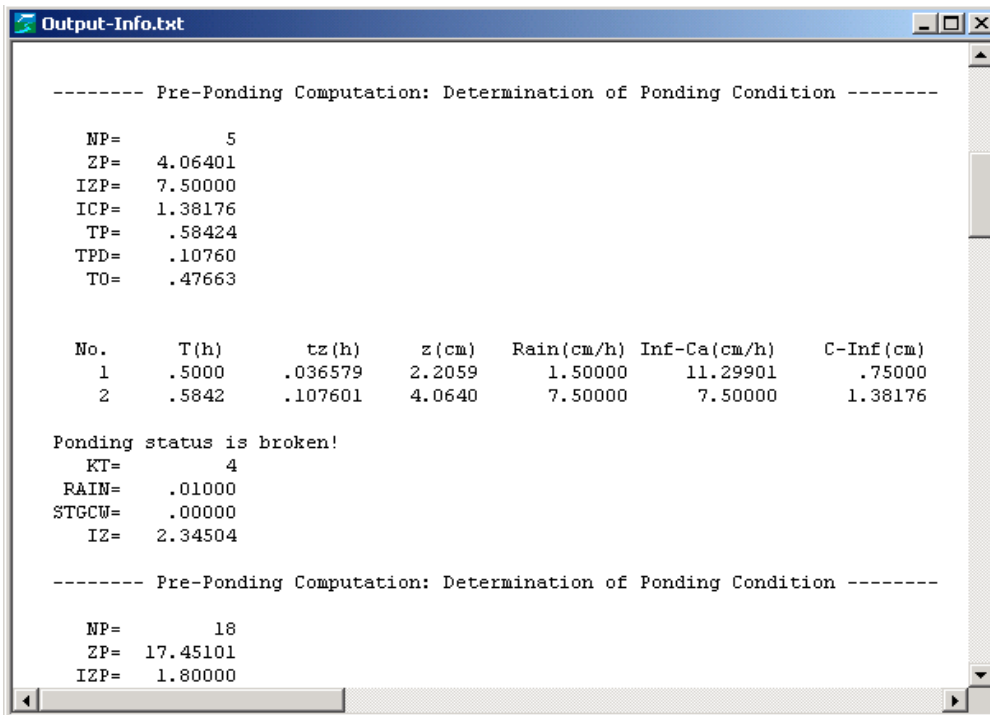 Output-Info.txt
-------- Pre-Ponding Computation: Determination of Ponding Condition --------
NP= 5
ZP= 4.06401
IZP= 7.50000
ICP= 1.38176
TP= .58424
TPD= .10760
TO= .47663
No. T(h) tz(h) z(cm) Rain(cm/h) Inf-Ca(cm/h) C-Inf(cm)
1 .5000 .036579 2.2059 1.50000 11.29901 .75000
2 .5842 .107601 4.0640 7.50000 7.50000 1.38176
Ponding status is broken!
KT= 4
RAIN= .01000
STGCW= .00000
IZ= 2.34504
-------- Pre-Ponding Computation: Determination of Ponding Condition --------
NP= 18
ZP= 17.45101
IZP= 1.80000